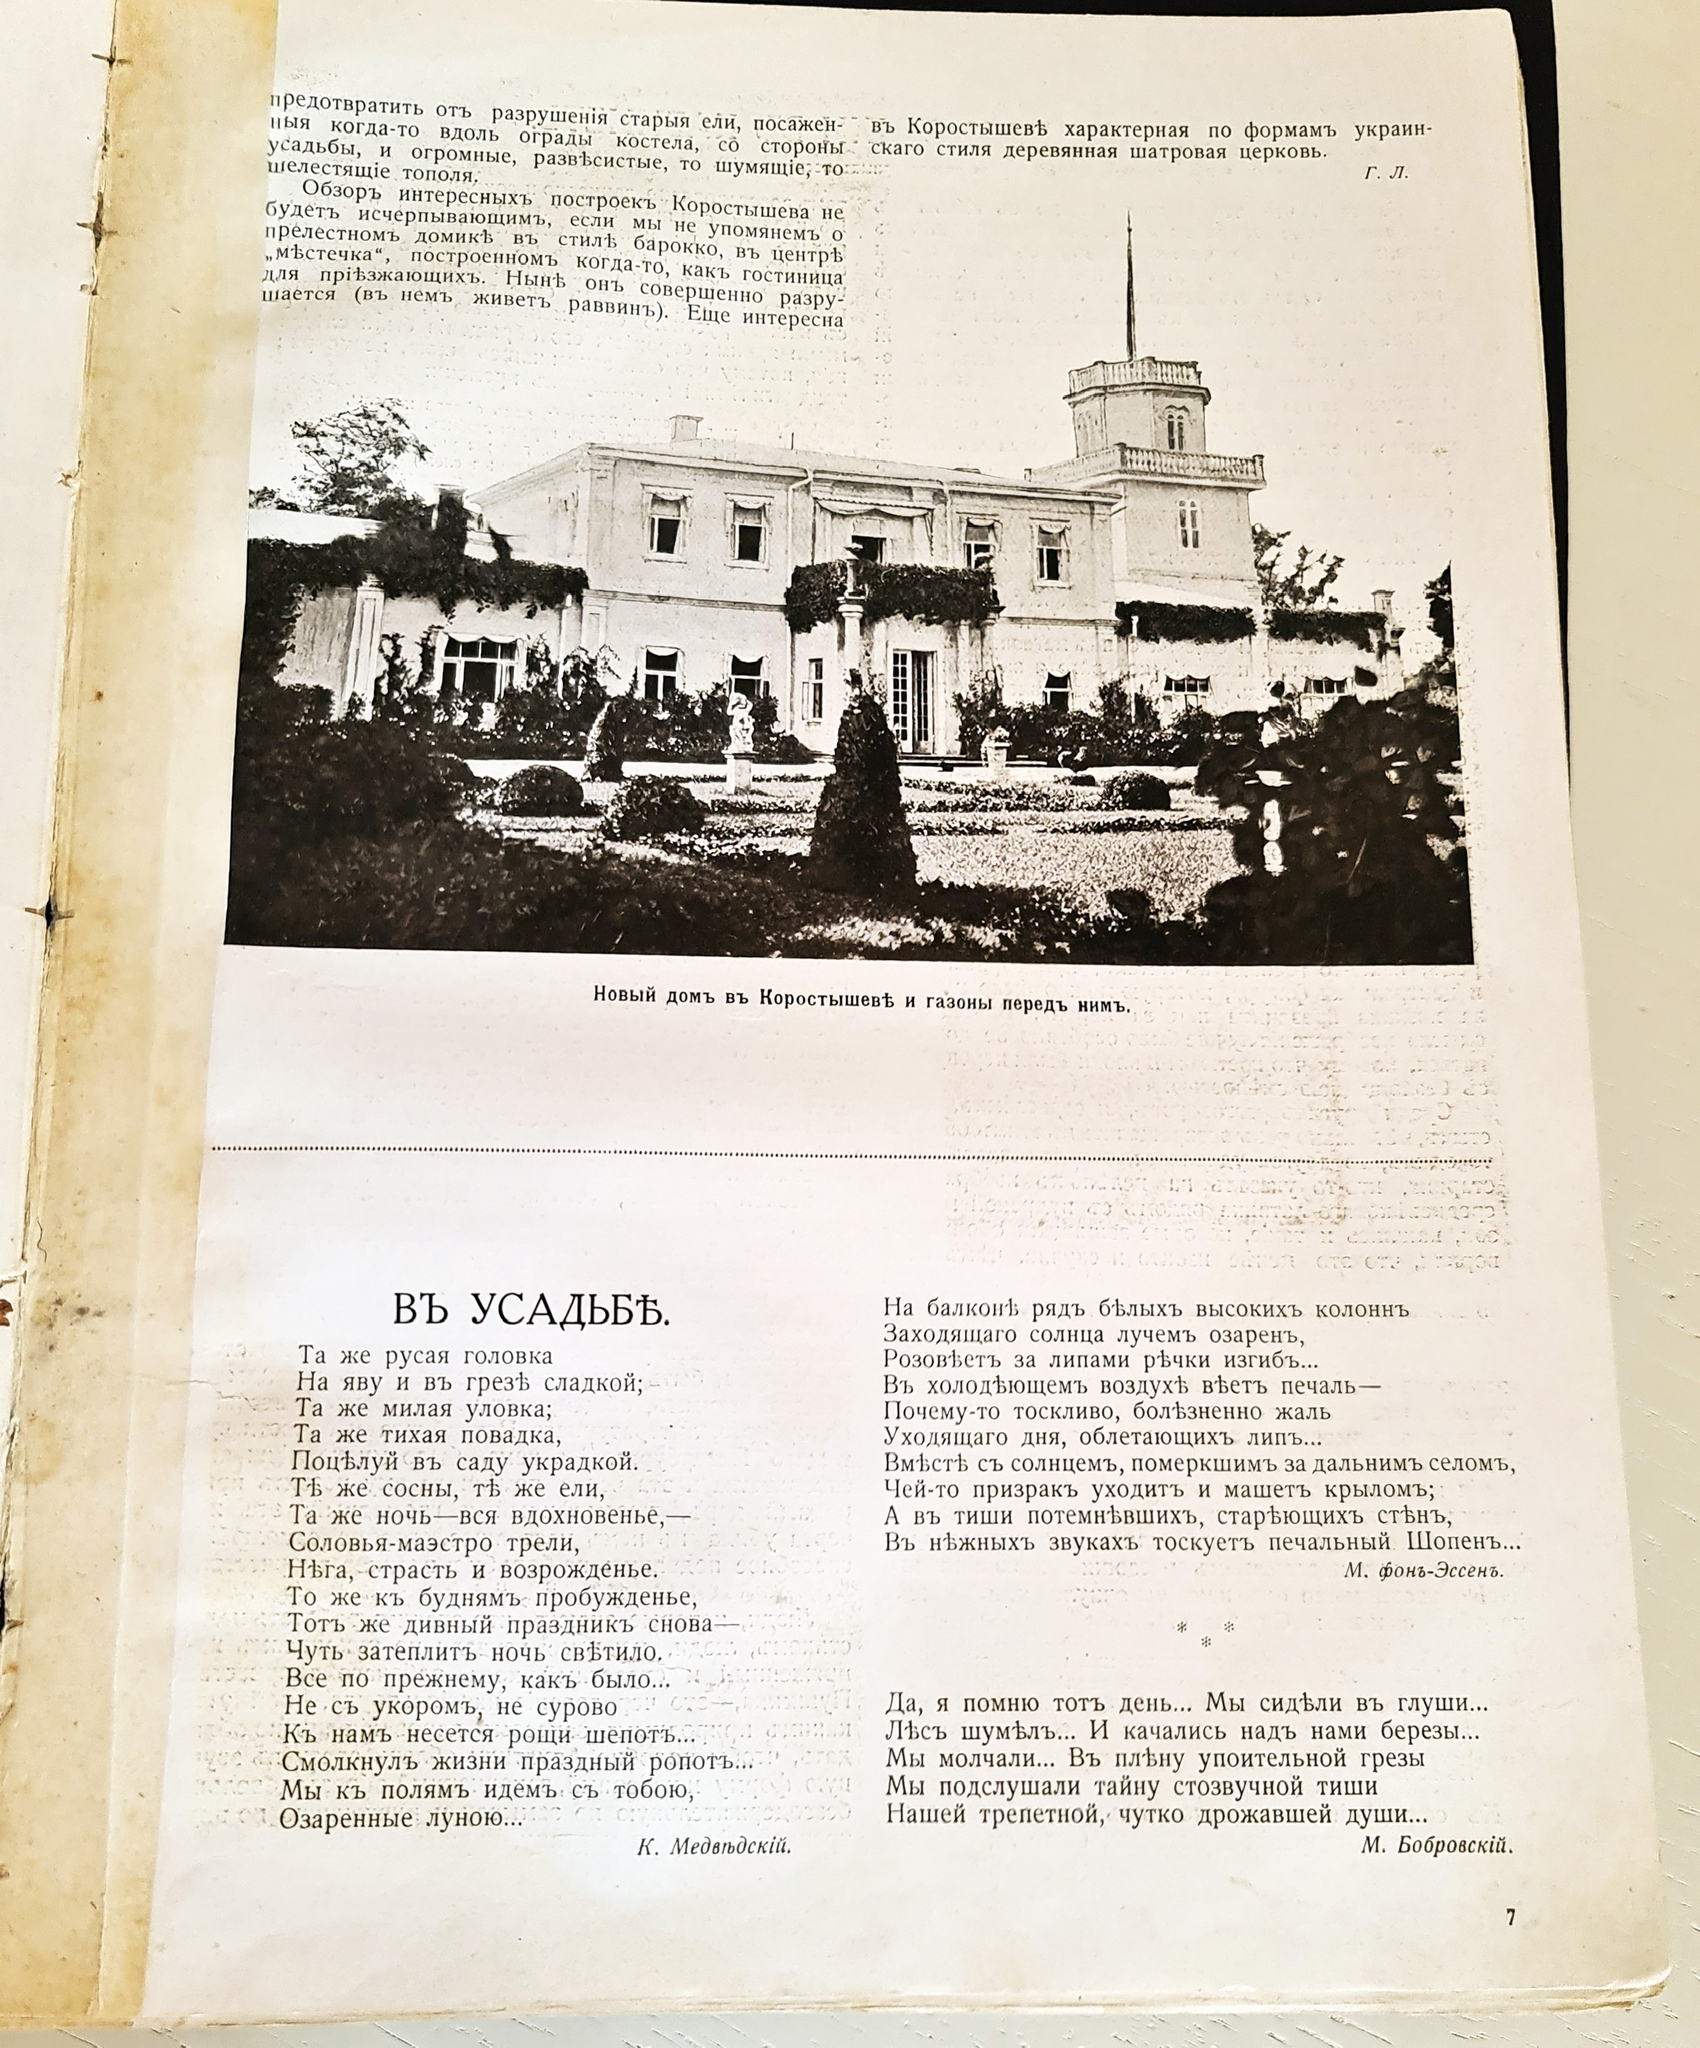 предотвратить отъ разрушенія старыя ели, посажен-
ныя когда-то вдоль ограды костела, со стороны
усадьбы, и огромные, развѣсистые, то шумящіе, то
шелестящіе тополя.
Обзоръ интересныхъ построекъ Коростышева не
будетъ исчерпывающимъ, если мы не упомянемъ о
прелестномъ домикѣ въ стилѣ барокко, въ центрѣ
„мѣстечка“, построенномъ когда-то, какъ гостиница
для пріѣзжающихъ. Нынѣ онъ совершенно разру-
шается (въ немъ живетъ раввинъ). Еще интересна
въ Коростышевѣ характерная по формамъ украин-
скаго стиля деревянная шатровая церковь.
Г. Л.
Новый домъ въ Коростышевѣ и газоны передъ нимъ.
ВЪ УСАДЬБѢ.
Та же русая головка
На яву и въ грезѣ сладкой;
Та же милая уловка;
Та же тихая повадка,
Поцѣлуй въ саду украдкой.
Тѣ же сосны, тѣ же ели,
Та же ночь—вся вдохновенье,—
Соловья-маэстро трели,
Нѣга, страсть и возрожденье.
То же къ буднямъ пробужденье,
Тотъ же дивный праздникъ снова—
Чуть затеплитъ ночь свѣтило.
Все по прежнему, какъ было...
Не съ укоромъ, не сурово
Къ намъ несется рощи шепотъ...
Смолкнулъ жизни праздный ропотъ...
Мы къ полямъ идемъ съ тобою,
Озаренные луною...
К. Медвѣдскій.
На балконѣ рядъ бѣлыхъ высокихъ колоннъ
Заходящаго солнца лучемъ озаренъ,
Розовѣетъ за липами рѣчки изгибъ...
Въ холодѣющемъ воздухѣ вѣетъ печаль—
Почему-то тоскливо, болѣзненно жаль
Уходящаго дня, облетающихъ липъ...
Вмѣстѣ съ солнцемъ, померкшимъ за дальнимъ селомъ,
Чей-то призракъ уходитъ и машетъ крыломъ;
А въ тиши потемнѣвшихъ, старѣющихъ стѣнъ,
Въ нѣжныхъ звукахъ тоскуетъ печальный Шопенъ...
М. фонъ-Эссенъ.
* * *
Да, я помню тотъ день... Мы сидѣли въ глуши...
Лѣсъ шумѣлъ... И качались надъ нами березы...
Мы молчали... Въ плѣну упоительной грезы
Мы подслушали тайну стозвучной тиши
Нашей трепетной, чутко дрожавшей души...
М. Бобровскій.
7